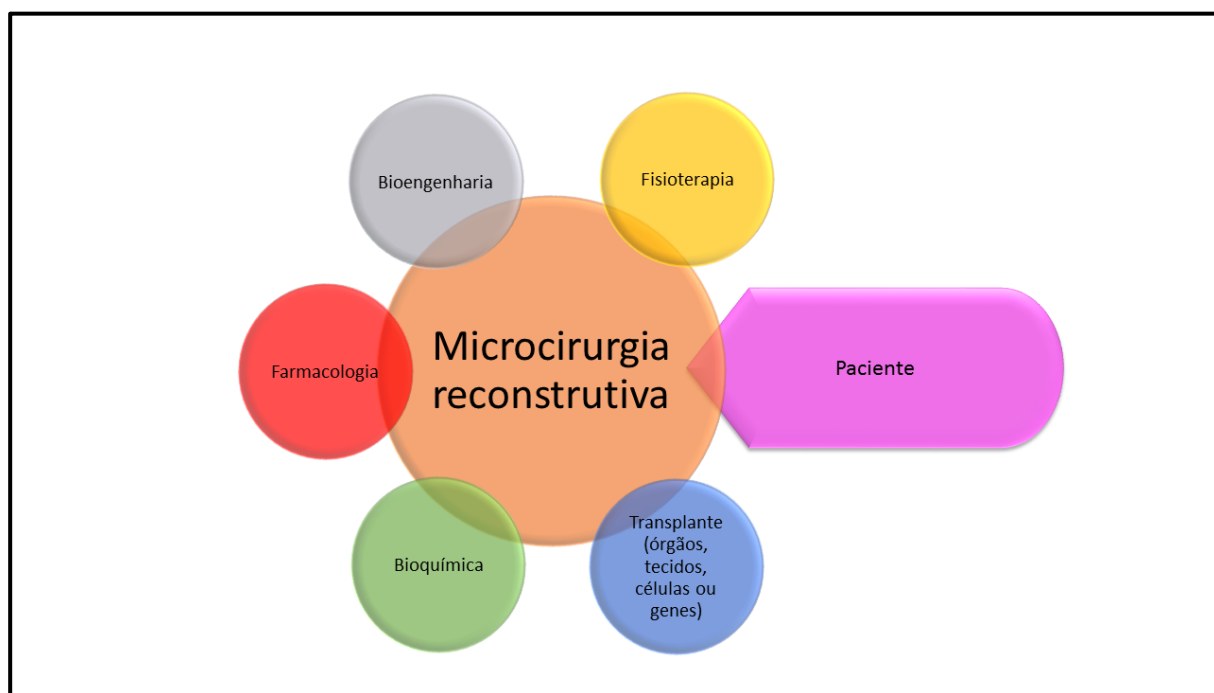 Bioengenharia
Fisioterapia
Farmacologia
Microcirurgia
reconstrutiva
Paciente
Bioquímica
Transplante
(órgãos,
tecidos,
células ou
genes)